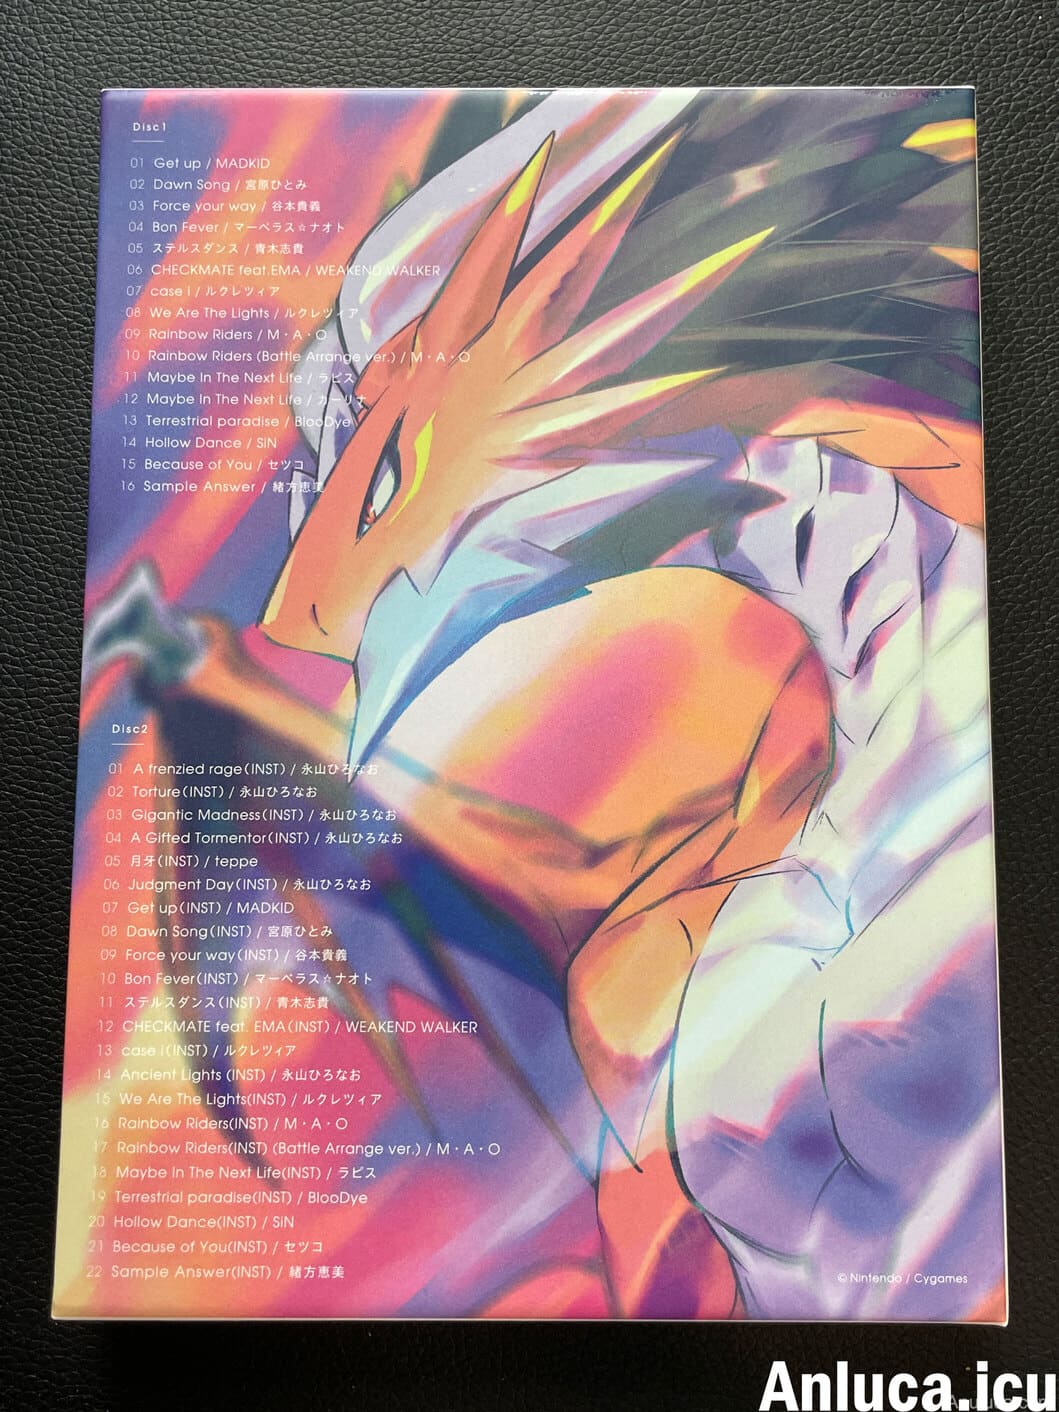 Disc1
01 Get up / MADKID
02 Dawn Song / 宮原ひとみ
03 Force your way / 谷本貴義
04 Bon Fever / マーベラス☆ナオト
05 ステルスダンス / 青木志貴
06 CHECKMATE feat.EMA / WEAKEND WALKER
07 case i / ルクレツィア
08 We Are The Lights / ルクレツィア
09 Rainbow Riders / M・A・O
10 Rainbow Riders (Battle Arrange ver.) / M・A・O
11 Maybe In The Next Life / ラピス
12 Maybe In The Next Life / カーリナ
13 Terrestrial paradise / BlooDye
14 Hollow Dance / SiN
15 Because of You / セツコ
16 Sample Answer / 緒方恵美
Disc2
01 A frenzied rage(INST) / 永山ひろなお
02 Torture(INST) / 永山ひろなお
03 Gigantic Madness(INST) / 永山ひろなお
04 A Gifted Tormentor(INST) / 永山ひろなお
05 月牙(INST) / teppe
06 Judgment Day(INST) / 永山ひろなお
07 Get up(INST) / MADKID
08 Dawn Song(INST) / 宮原ひとみ
09 Force your way(INST) / 谷本貴義
10 Bon Fever(INST) / マーベラス☆ナオト
11 ステルスダンス(INST) / 青木志貴
12 CHECKMATE feat. EMA(INST) / WEAKEND WALKER
13 case i(INST) / ルクレツィア
14 Ancient Lights (INST) / 永山ひろなお
15 We Are The Lights(INST) / ルクレツィア
16 Rainbow Riders(INST) / M・A・O
17 Rainbow Riders(INST) (Battle Arrange ver.) / M・A・O
18 Maybe In The Next Life(INST) / ラピス
19 Terrestrial paradise(INST) / BlooDye
20 Hollow Dance(INST) / SiN
21 Because of You(INST) / セツコ
22 Sample Answer(INST) / 緒方恵美
© Nintendo / Cygames
Anluca.icu